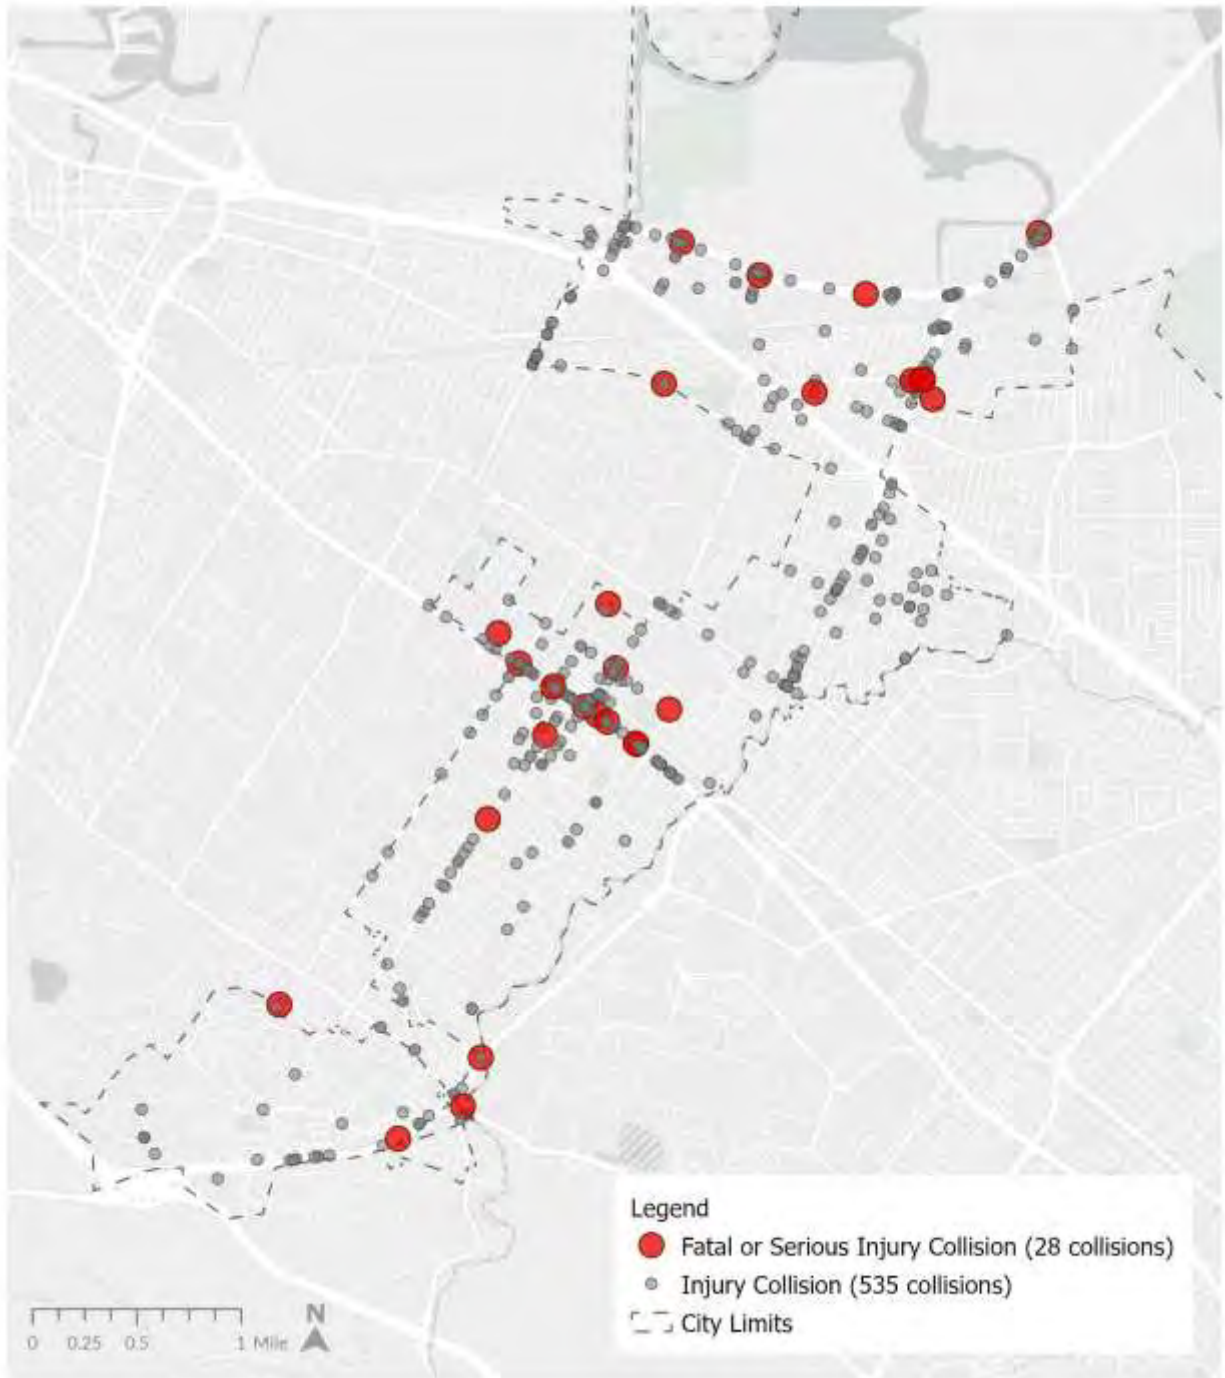 Legend
Fatal or Serious Injury Collision (28 collisions)
Injury Collision (535 collisions)
City Limits
N
0 0.25 0.5 1 Mile